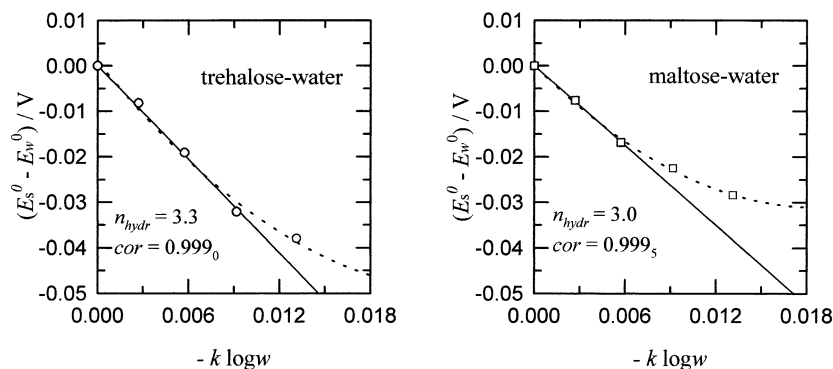 0.01
0.00
-0.01
-0.02
-0.03
-0.04
-0.05
(E_s^0 - E_w^0) / V
trehalose-water
n_hydr = 3.3
cor = 0.999_0
0.000 0.006 0.012 0.018
- k logw
0.01
0.00
-0.01
-0.02
-0.03
-0.04
-0.05
(E_s^0 - E_w^0) / V
maltose-water
n_hydr = 3.0
cor = 0.999_5
0.000 0.006 0.012 0.018
- k logw